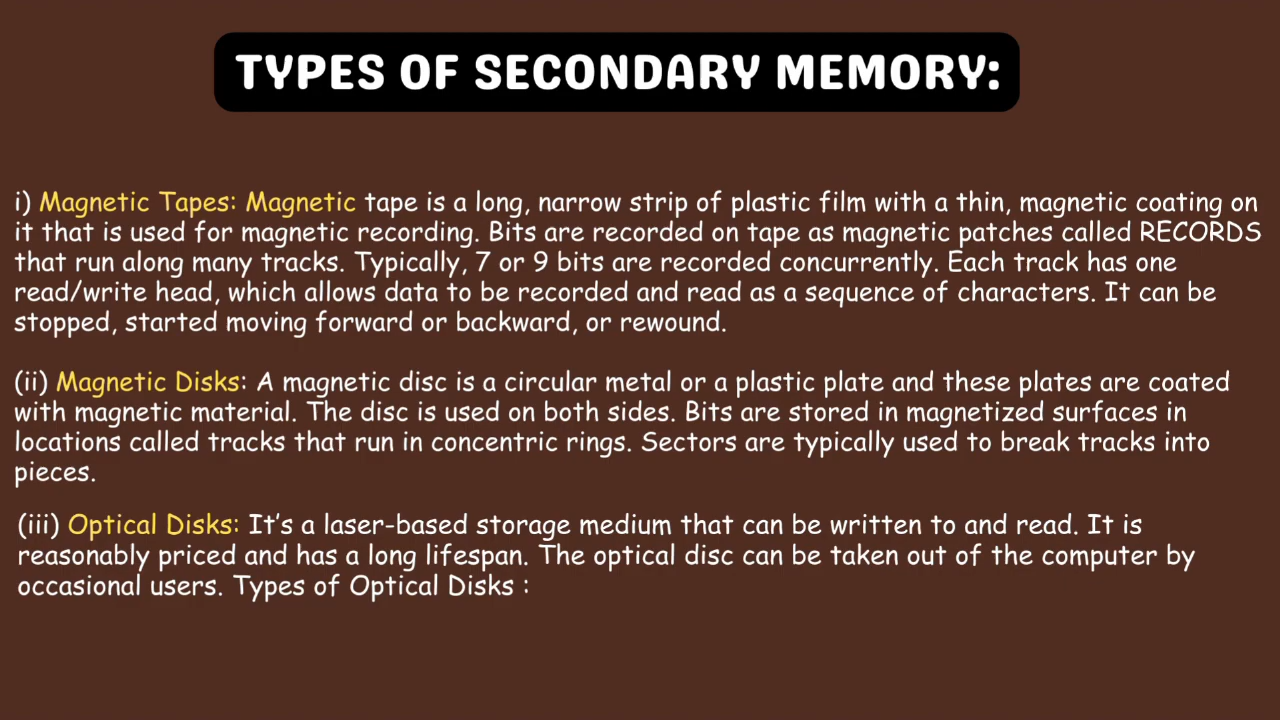 TYPES OF SECONDARY MEMORY:
i) Magnetic Tapes: Magnetic tape is a long, narrow strip of plastic film with a thin, magnetic coating on
it that is used for magnetic recording. Bits are recorded on tape as magnetic patches called RECORDS
that run along many tracks. Typically, 7 or 9 bits are recorded concurrently. Each track has one
read/write head, which allows data to be recorded and read as a sequence of characters. It can be
stopped, started moving forward or backward, or rewound.
(ii) Magnetic Disks: A magnetic disc is a circular metal or a plastic plate and these plates are coated
with magnetic material. The disc is used on both sides. Bits are stored in magnetized surfaces in
locations called tracks that run in concentric rings. Sectors are typically used to break tracks into
pieces.
(iii) Optical Disks: It’s a laser-based storage medium that can be written to and read. It is
reasonably priced and has a long lifespan. The optical disc can be taken out of the computer by
occasional users. Types of Optical Disks :